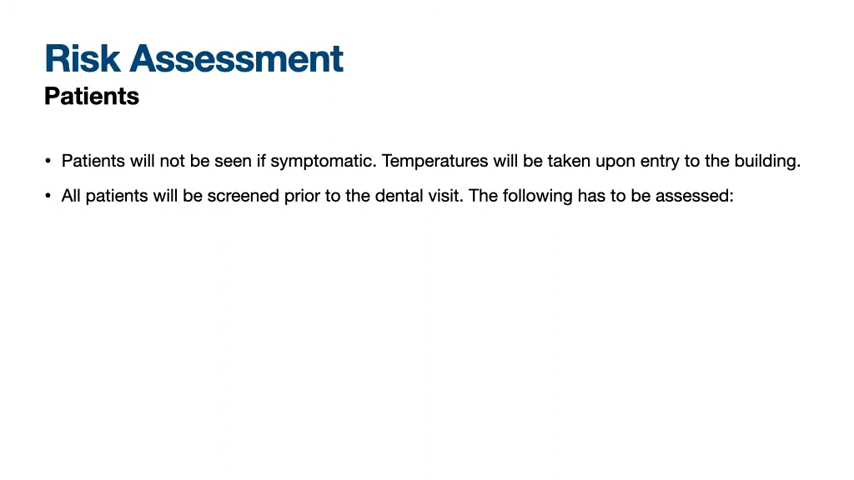 Risk Assessment
Patients
• Patients will not be seen if symptomatic. Temperatures will be taken upon entry to the building.
• All patients will be screened prior to the dental visit. The following has to be assessed: